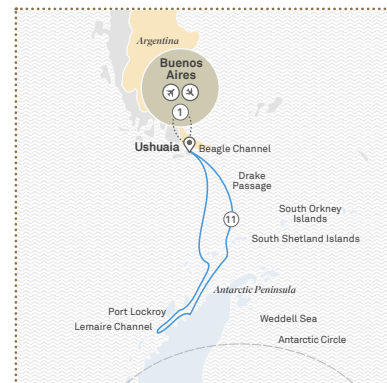 Argentina
Buenos
Aires
1
Ushuaia
Beagle Channel
Drake
Passage
11
South Orkney
Islands
South Shetland Islands
Antarctic Peninsula
Port Lockroy
Lemaire Channel
Weddell Sea
Antarctic Circle